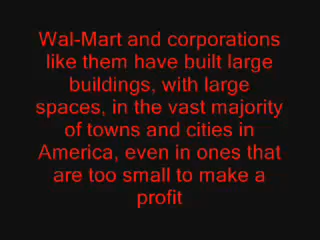 Wal-Mart and corporations
like them have built large
buildings, with large
spaces, in the vast majority
of towns and cities in
America, even in ones that
are too small to make a
profit